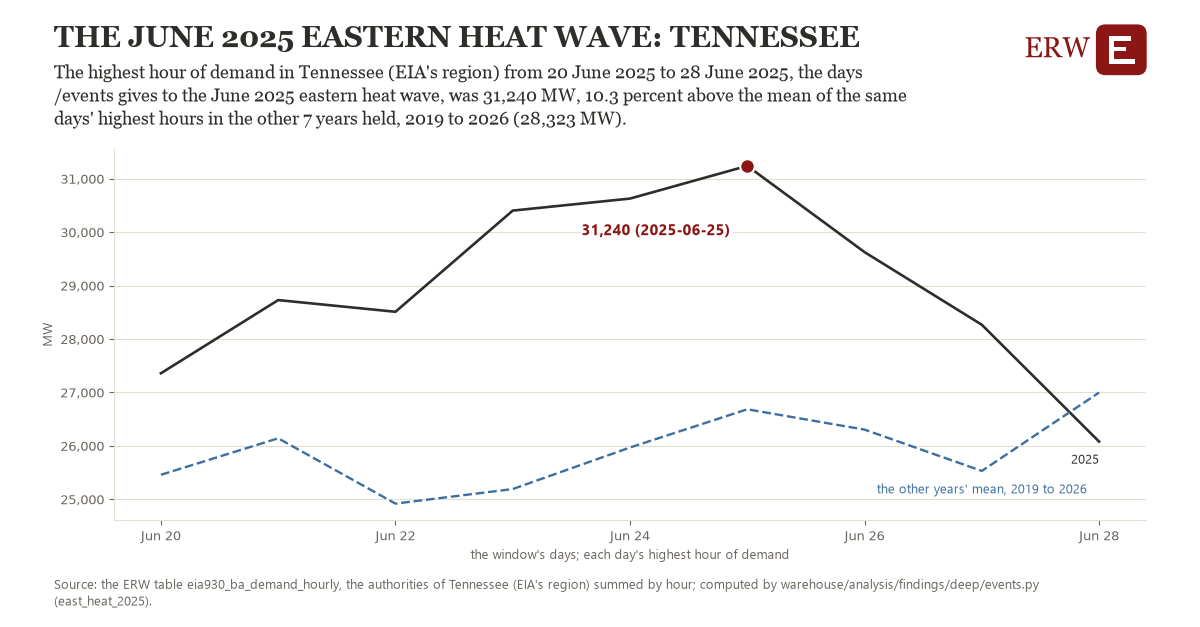 THE JUNE 2025 EASTERN HEAT WAVE: TENNESSEE
ERW E
The highest hour of demand in Tennessee (EIA's region) from 20 June 2025 to 28 June 2025, the days
/events gives to the June 2025 eastern heat wave, was 31,240 MW, 10.3 percent above the mean of the same
days' highest hours in the other 7 years held, 2019 to 2026 (28,323 MW).
31,000
30,000
29,000
28,000
27,000
26,000
25,000
MW
31,240 (2025-06-25)
2025
the other years' mean, 2019 to 2026
Jun 20 Jun 22 Jun 24 Jun 26 Jun 28
the window's days; each day's highest hour of demand
Source: the ERW table eia930_ba_demand_hourly, the authorities of Tennessee (EIA's region) summed by hour; computed by warehouse/analysis/findings/deep/events.py
(east_heat_2025).